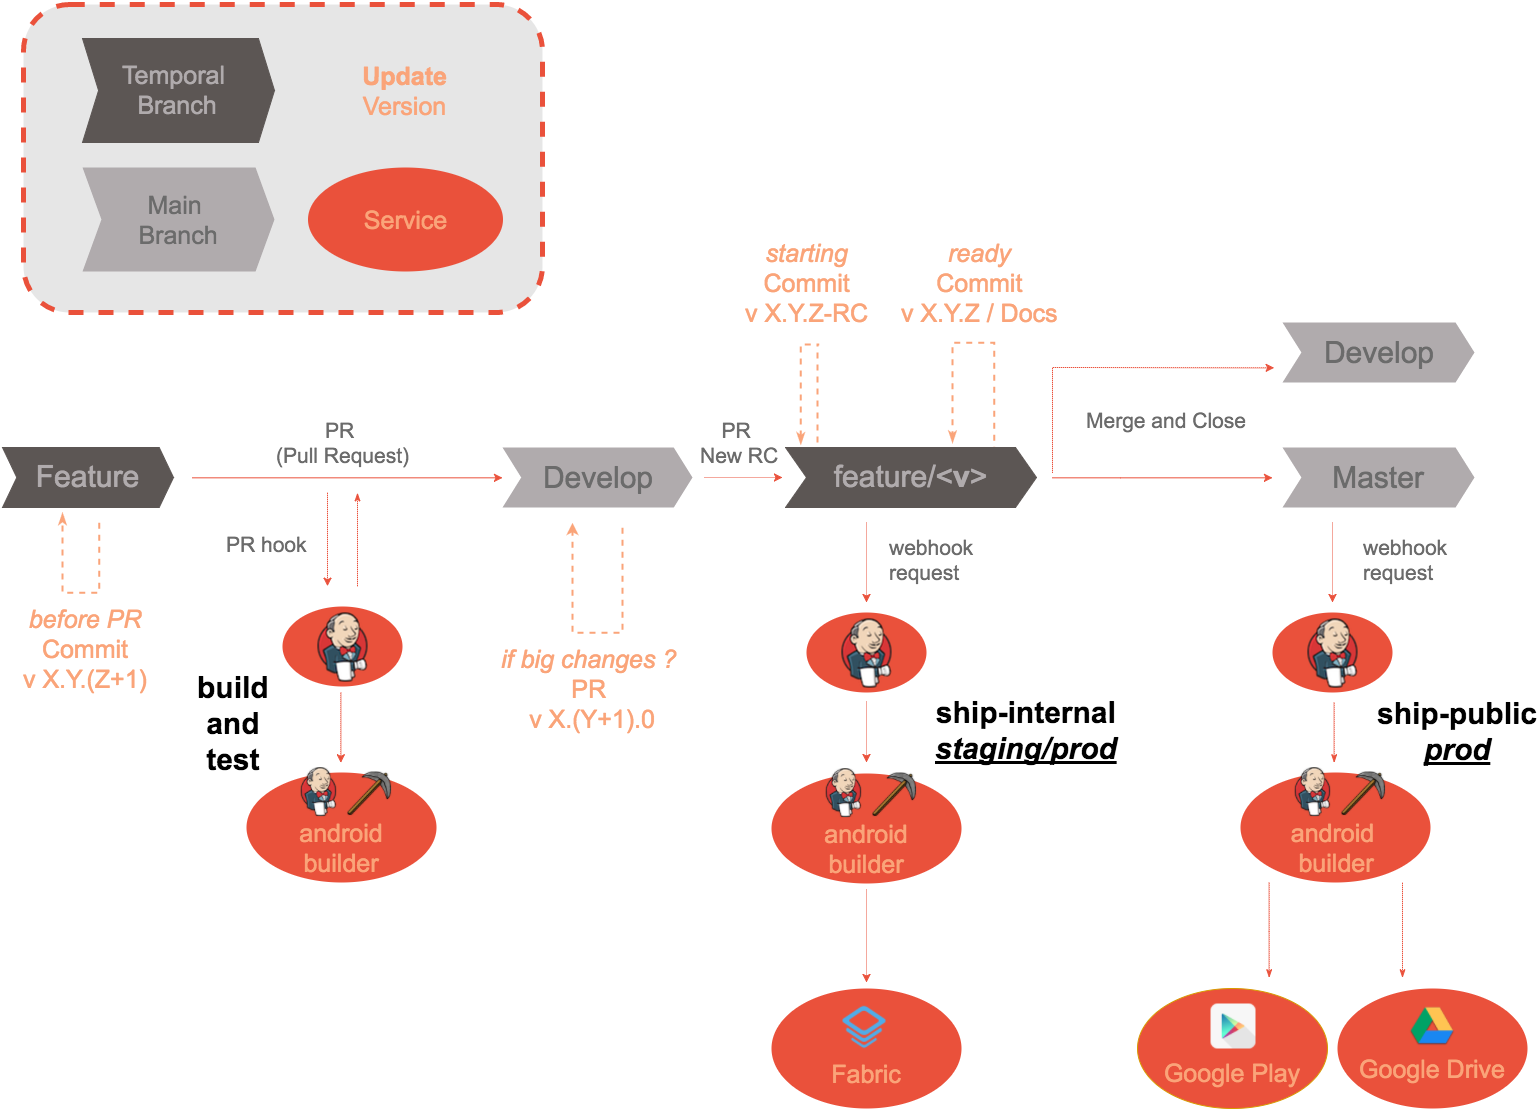 Temporal
Branch
Update
Version
Main
Branch
Service
starting
Commit
v X.Y.Z-RC
ready
Commit
v X.Y.Z / Docs
Develop
Merge and Close
PR
(Pull Request)
PR
New RC
Feature
Develop
feature/<v>
Master
PR hook
webhook
request
webhook
request
before PR
Commit
v X.Y.(Z+1)
if big changes ?
PR
v X.(Y+1).0
build
and
test
ship-internal
staging/prod
ship-public
prod
android
builder
android
builder
android
builder
Fabric
Google Play
Google Drive